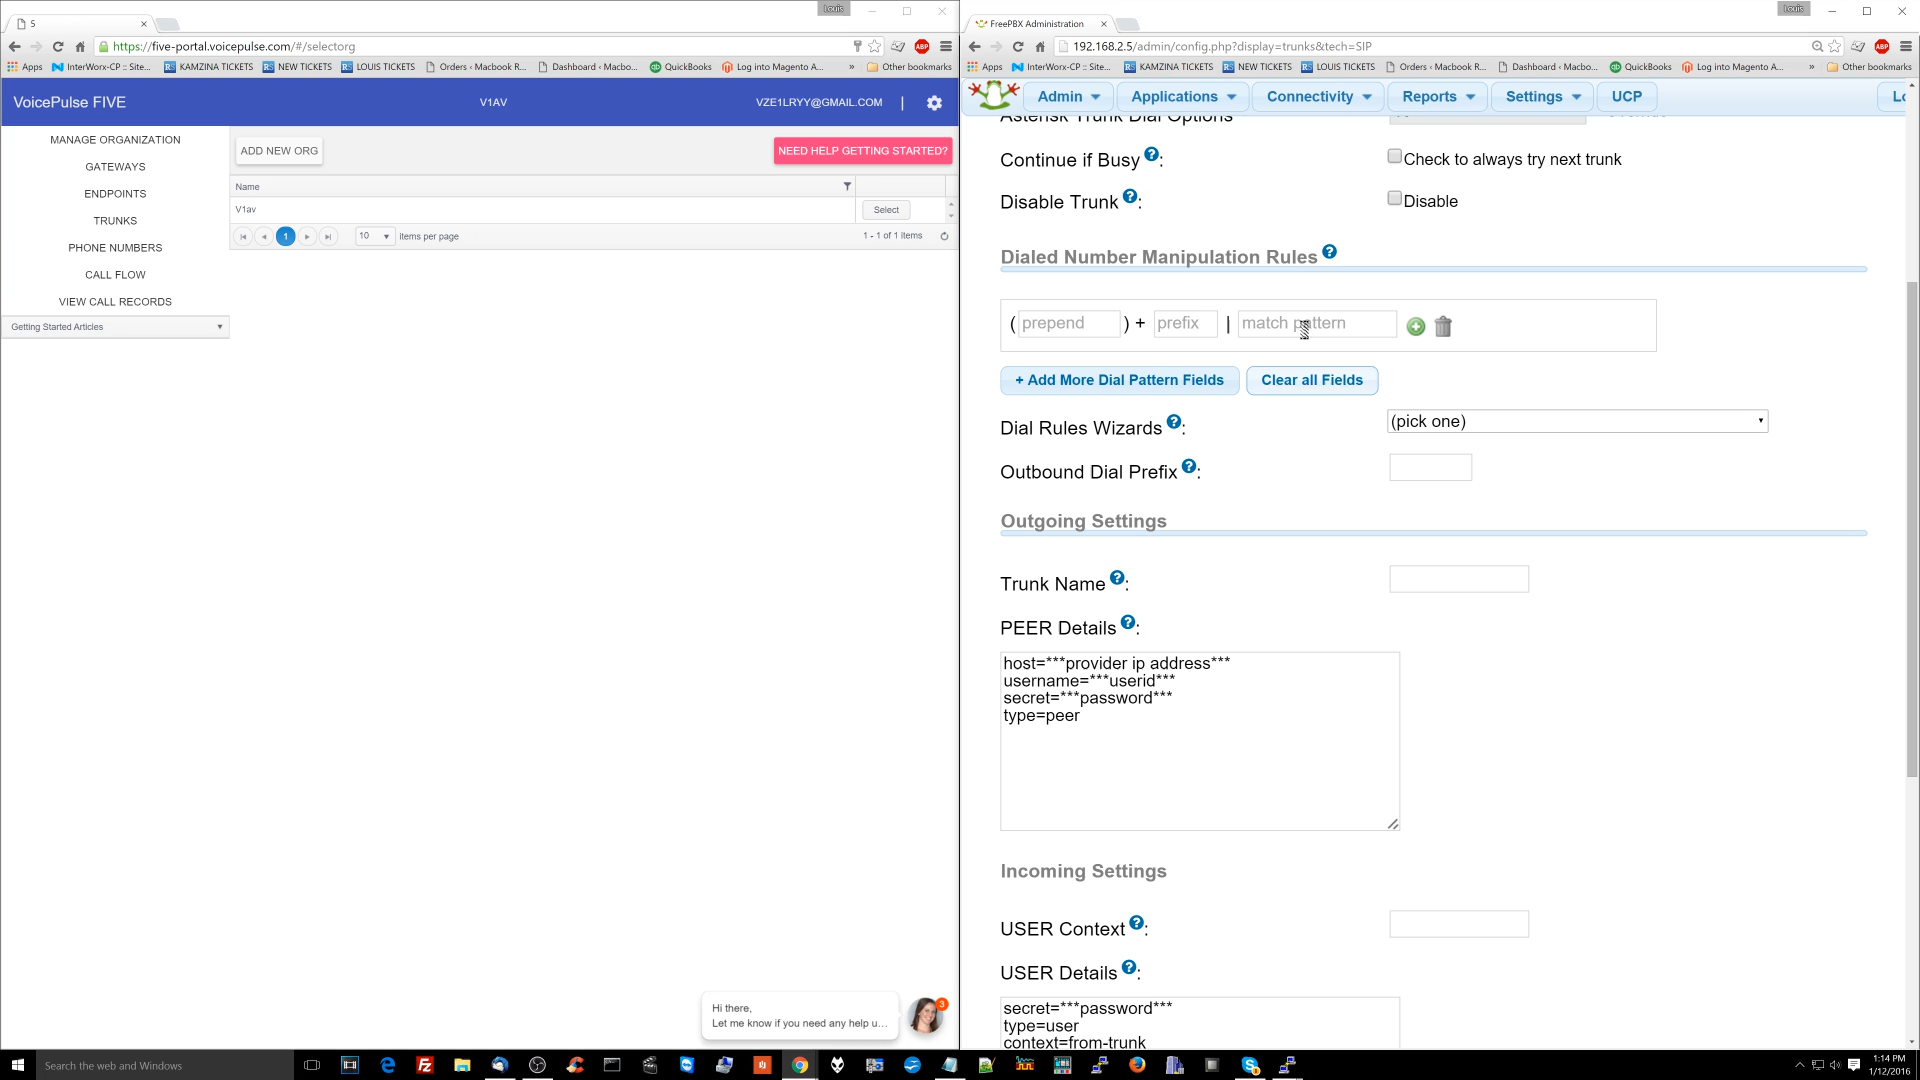 5
Louis
https://five-portal.voicepulse.com/#/selectorg
ABP
Apps
InterWorx-CP :: Site...
KAMZINA TICKETS
NEW TICKETS
LOUIS TICKETS
Orders ‹ Macbook R...
Dashboard ‹ Macbo...
QuickBooks
Log into Magento A...
»
Other bookmarks
VoicePulse FIVE
V1AV
VZE1LRYY@GMAIL.COM
|
MANAGE ORGANIZATION
GATEWAYS
ENDPOINTS
TRUNKS
PHONE NUMBERS
CALL FLOW
VIEW CALL RECORDS
Getting Started Articles
ADD NEW ORG
NEED HELP GETTING STARTED?
Name
V1av
Select
1
10
items per page
1 - 1 of 1 items
Hi there,
Let me know if you need any help u...
3
FreePBX Administration
Louis
192.168.2.5/admin/config.php?display=trunks&tech=SIP
ABP
Apps
InterWorx-CP :: Site...
KAMZINA TICKETS
NEW TICKETS
LOUIS TICKETS
Orders ‹ Macbook R...
Dashboard ‹ Macbo...
QuickBooks
Log into Magento A...
»
Other bookmarks
Admin
Applications
Connectivity
Reports
Settings
UCP
Lo
Asterisk Trunk Dial Options
Continue if Busy ? :
Check to always try next trunk
Disable Trunk ? :
Disable
Dialed Number Manipulation Rules ?
( prepend ) + prefix | match pattern
+ Add More Dial Pattern Fields
Clear all Fields
Dial Rules Wizards ? :
(pick one)
Outbound Dial Prefix ? :
Outgoing Settings
Trunk Name ? :
PEER Details ? :
host=***provider ip address***
username=***userid***
secret=***password***
type=peer
Incoming Settings
USER Context ? :
USER Details ? :
secret=***password***
type=user
context=from-trunk
Search the web and Windows
1:14 PM
1/12/2016